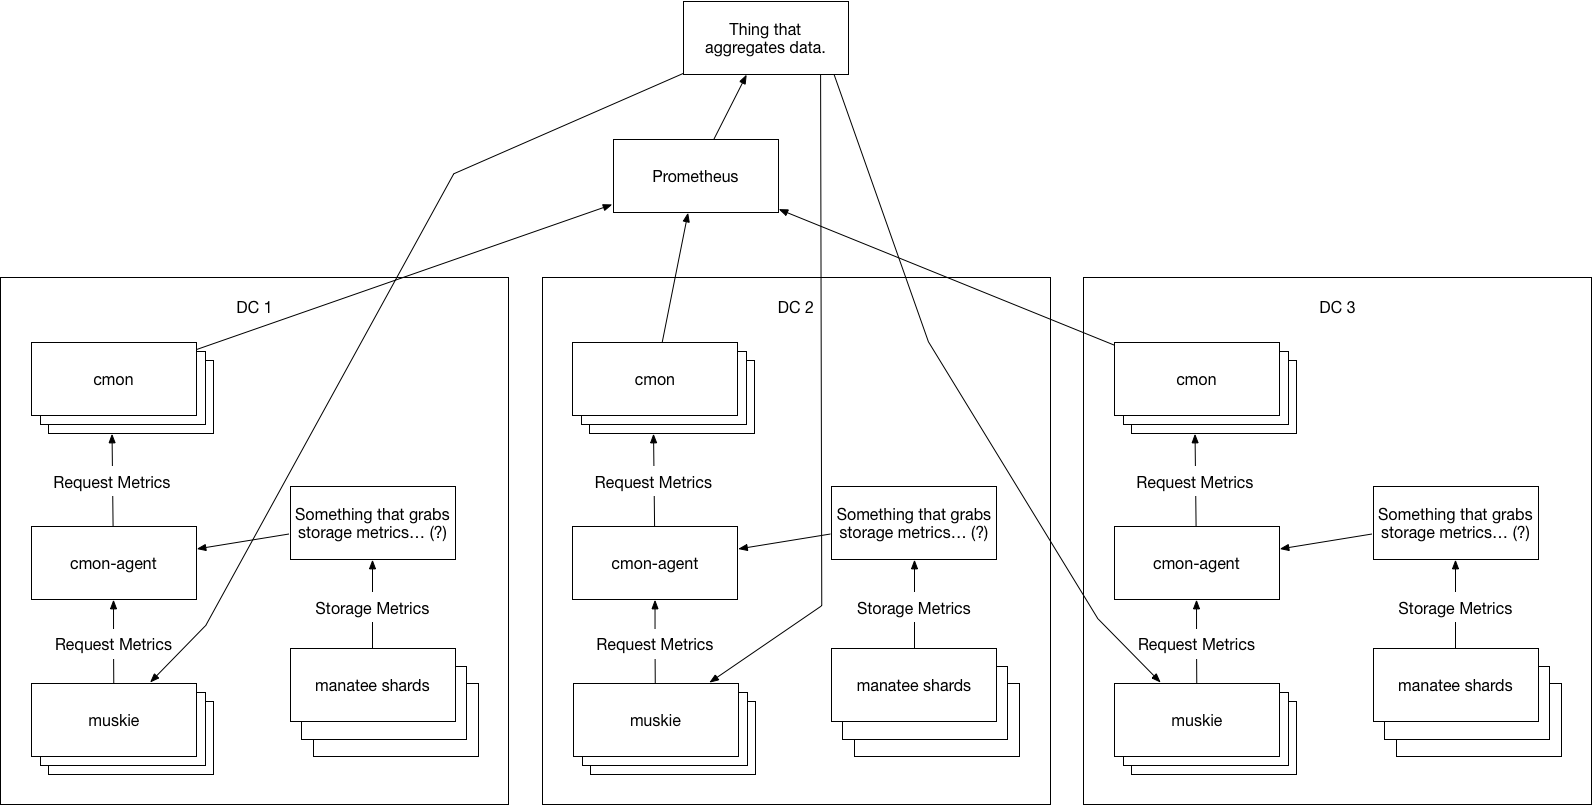 Thing that
aggregates data.
Prometheus
DC 1
cmon
Request Metrics
Something that grabs
storage metrics... (?)
cmon-agent
Storage Metrics
Request Metrics
manatee shards
muskie
DC 2
cmon
Request Metrics
Something that grabs
storage metrics... (?)
cmon-agent
Storage Metrics
Request Metrics
manatee shards
muskie
DC 3
cmon
Request Metrics
Something that grabs
storage metrics... (?)
cmon-agent
Storage Metrics
Request Metrics
manatee shards
muskie